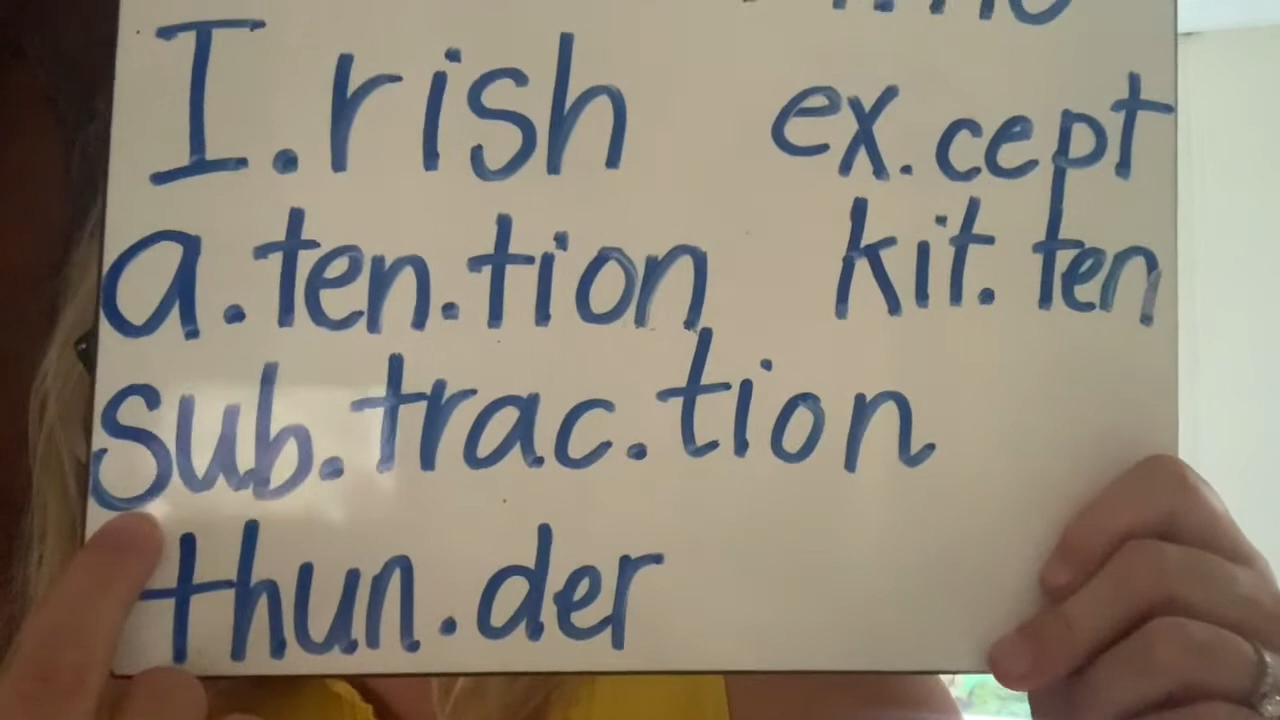 I.rish ex.cept
a.ten.tion kit.ten
sub.trac.tion
thun.der